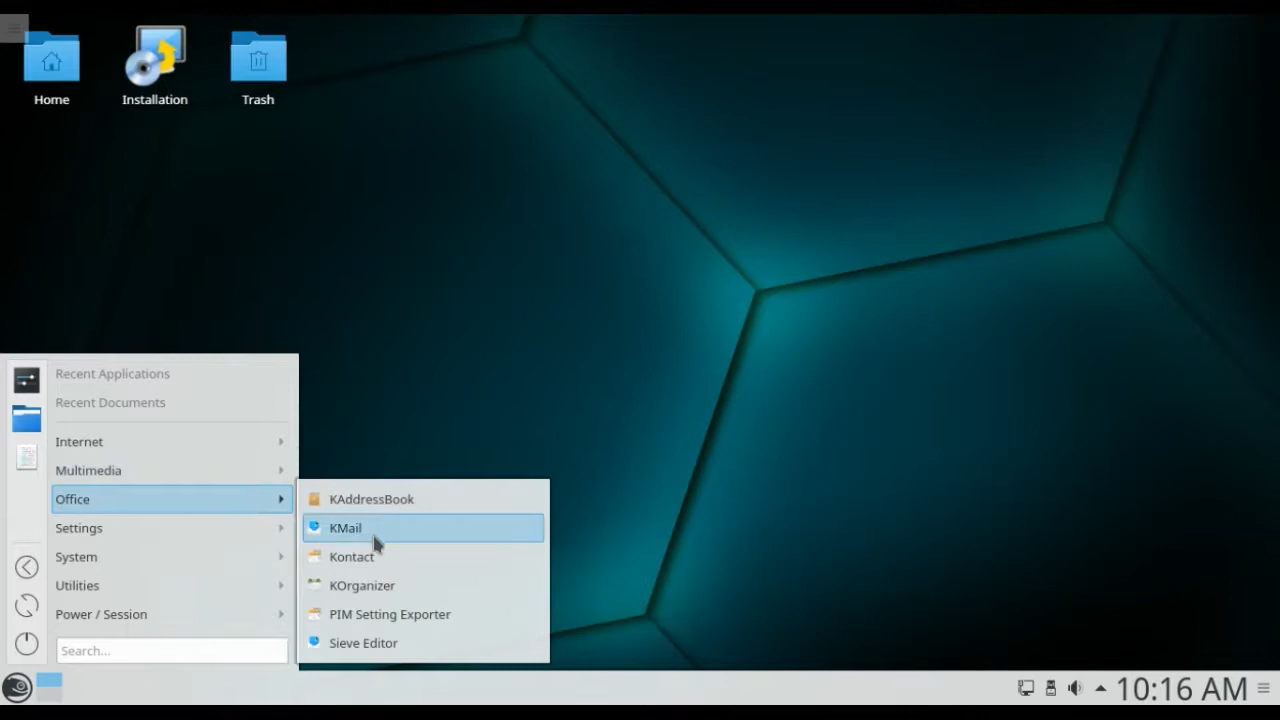 Home
Installation
Trash
Recent Applications
Recent Documents
Internet
Multimedia
Office
Settings
System
Utilities
Power / Session
Search...
KAddressBook
KMail
Kontact
KOrganizer
PIM Setting Exporter
Sieve Editor
10:16 AM